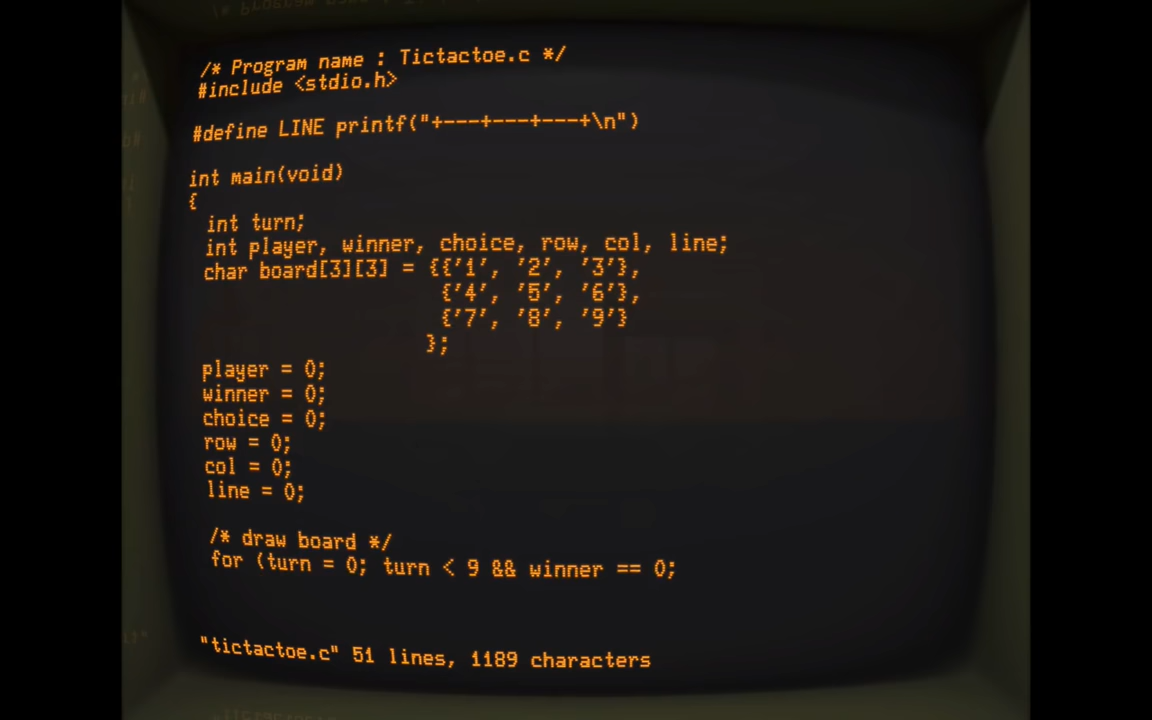 /* Program name : Tictactoe.c */
#include <stdio.h>
#define LINE printf("+---+---+---+\n")
int main(void)
{
int turn;
int player, winner, choice, row, col, line;
char board[3][3] = {{'1', '2', '3'},
{'4', '5', '6'},
{'7', '8', '9'}
};
player = 0;
winner = 0;
choice = 0;
row = 0;
col = 0;
line = 0;
/* draw board */
for (turn = 0; turn < 9 && winner == 0;
"tictactoe.c" 51 lines, 1189 characters